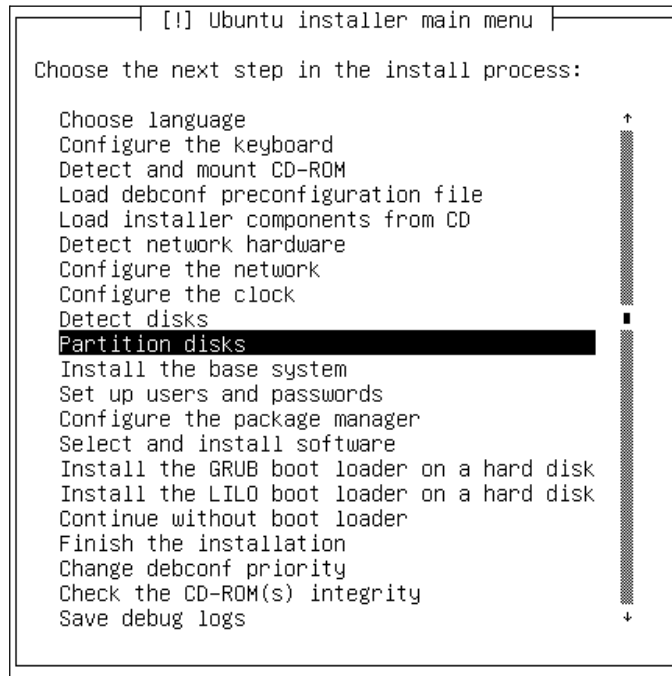 [!] Ubuntu installer main menu
Choose the next step in the install process:
Choose language
Configure the keyboard
Detect and mount CD-ROM
Load debconf preconfiguration file
Load installer components from CD
Detect network hardware
Configure the network
Configure the clock
Detect disks
Partition disks
Install the base system
Set up users and passwords
Configure the package manager
Select and install software
Install the GRUB boot loader on a hard disk
Install the LILO boot loader on a hard disk
Continue without boot loader
Finish the installation
Change debconf priority
Check the CD-ROM(s) integrity
Save debug logs